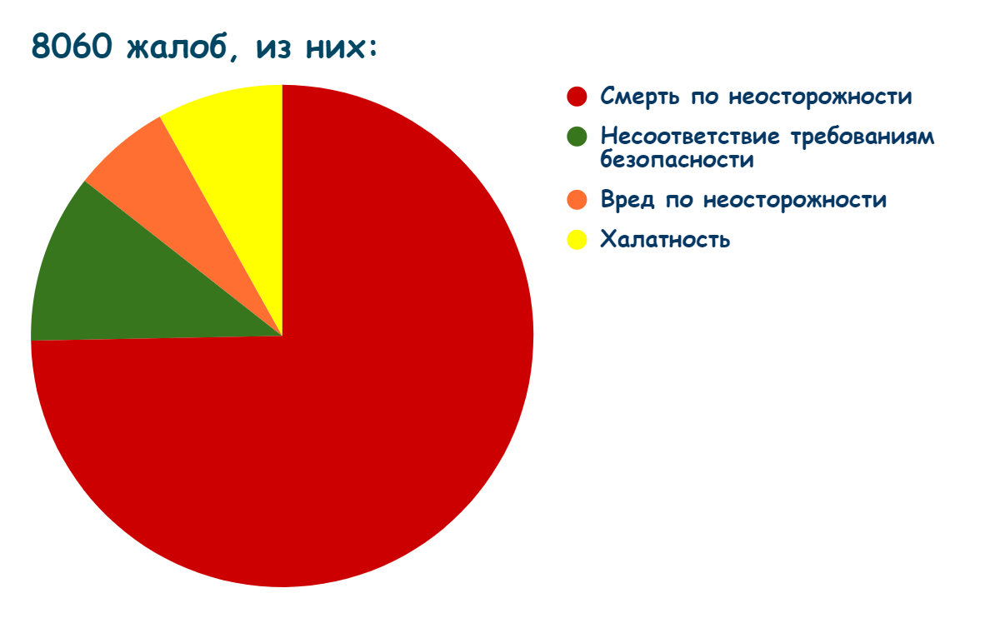 8060 жалоб, из них:
Смерть по неосторожности
Несоответствие требованиям
безопасности
Вред по неосторожности
Халатность